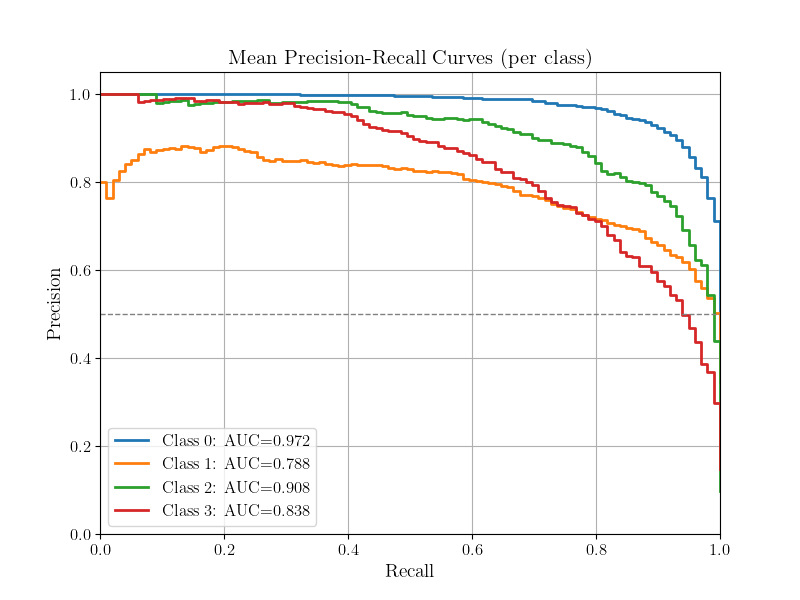 Mean Precision-Recall Curves (per class)
1.0
0.8
0.6
0.4
0.2
0.0
Precision
Class 0: AUC=0.972
Class 1: AUC=0.788
Class 2: AUC=0.908
Class 3: AUC=0.838
0.0 0.2 0.4 0.6 0.8 1.0
Recall